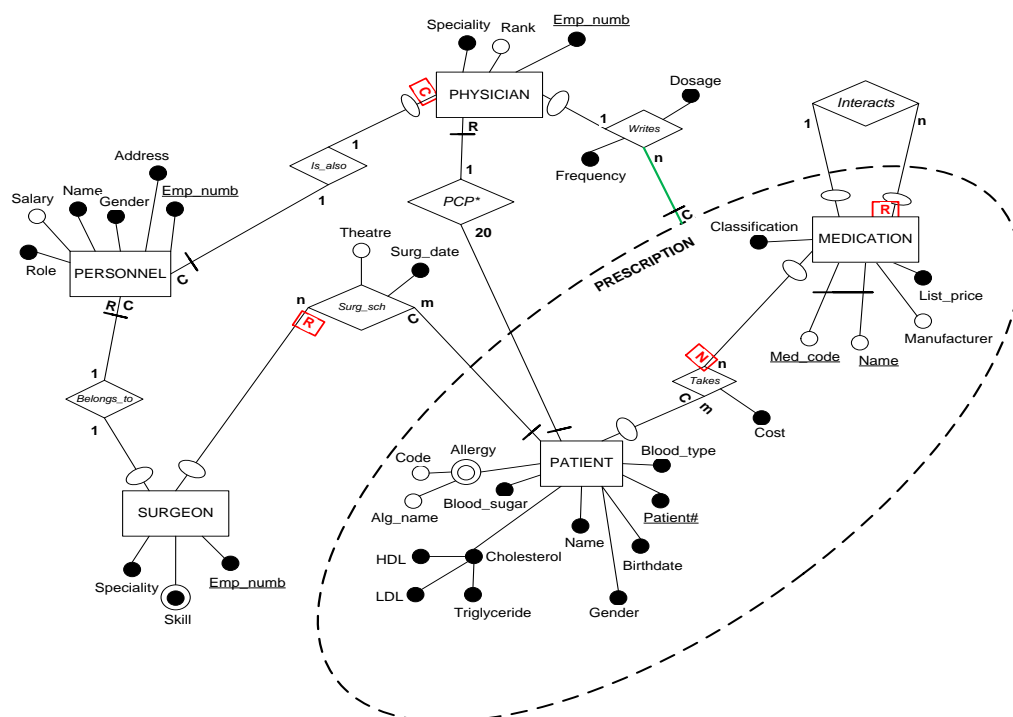 Speciality
Rank
Emp_numb
PHYSICIAN
C
R
1
Writes
1
n
Dosage
Frequency
C
Interacts
1
n
R
MEDICATION
Classification
List_price
Manufacturer
Med_code
Name
Is_also
1
1
Address
Name
Gender
Emp_numb
Salary
Role
PERSONNEL
C
R C
PCP*
1
20
Theatre
Surg_date
Surg_sch
n
m
R
C
PRESCRIPTION
N
n
Takes
C
m
Cost
Belongs_to
1
1
SURGEON
Speciality
Skill
Emp_numb
PATIENT
Code
Allergy
Alg_name
Blood_sugar
Blood_type
Patient#
Name
Birthdate
Gender
Cholesterol
HDL
LDL
Triglyceride